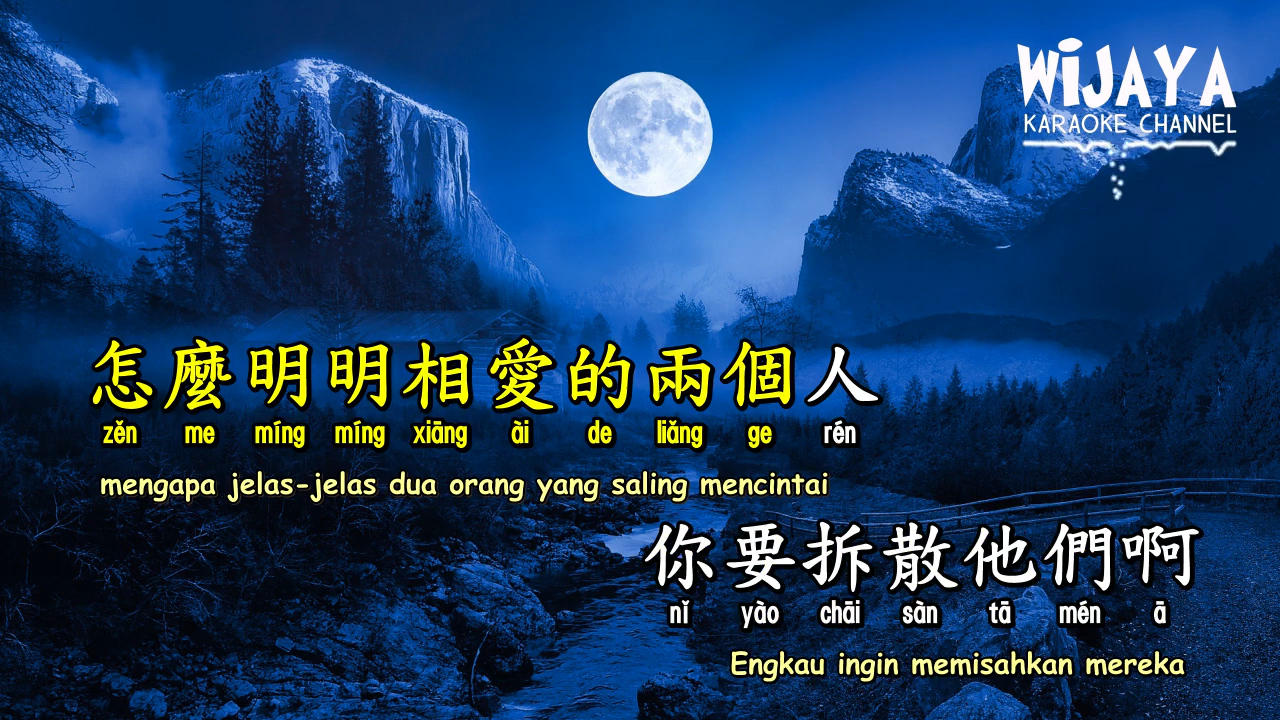 WiJAYA
KARAOKE CHANNEL
怎麼明明相愛的兩個人
zěn me míng míng xiāng ài de liǎng ge rén
mengapa jelas-jelas dua orang yang saling mencintai
你要拆散他們啊
nǐ yào chāi sàn tā mén ā
Engkau ingin memisahkan mereka